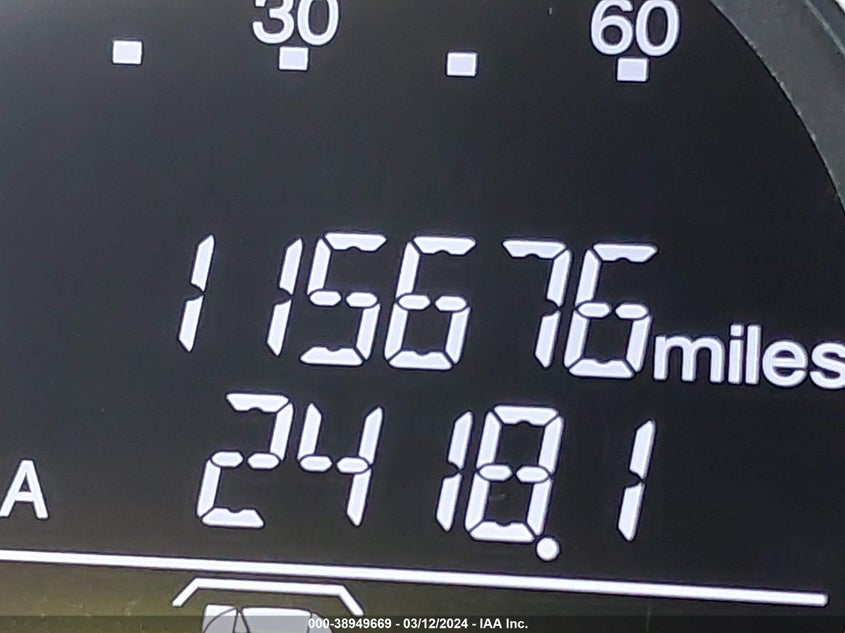 30 60
115676 miles
A 2418.1
000-38949669 - 03/12/2024 - IAA Inc.